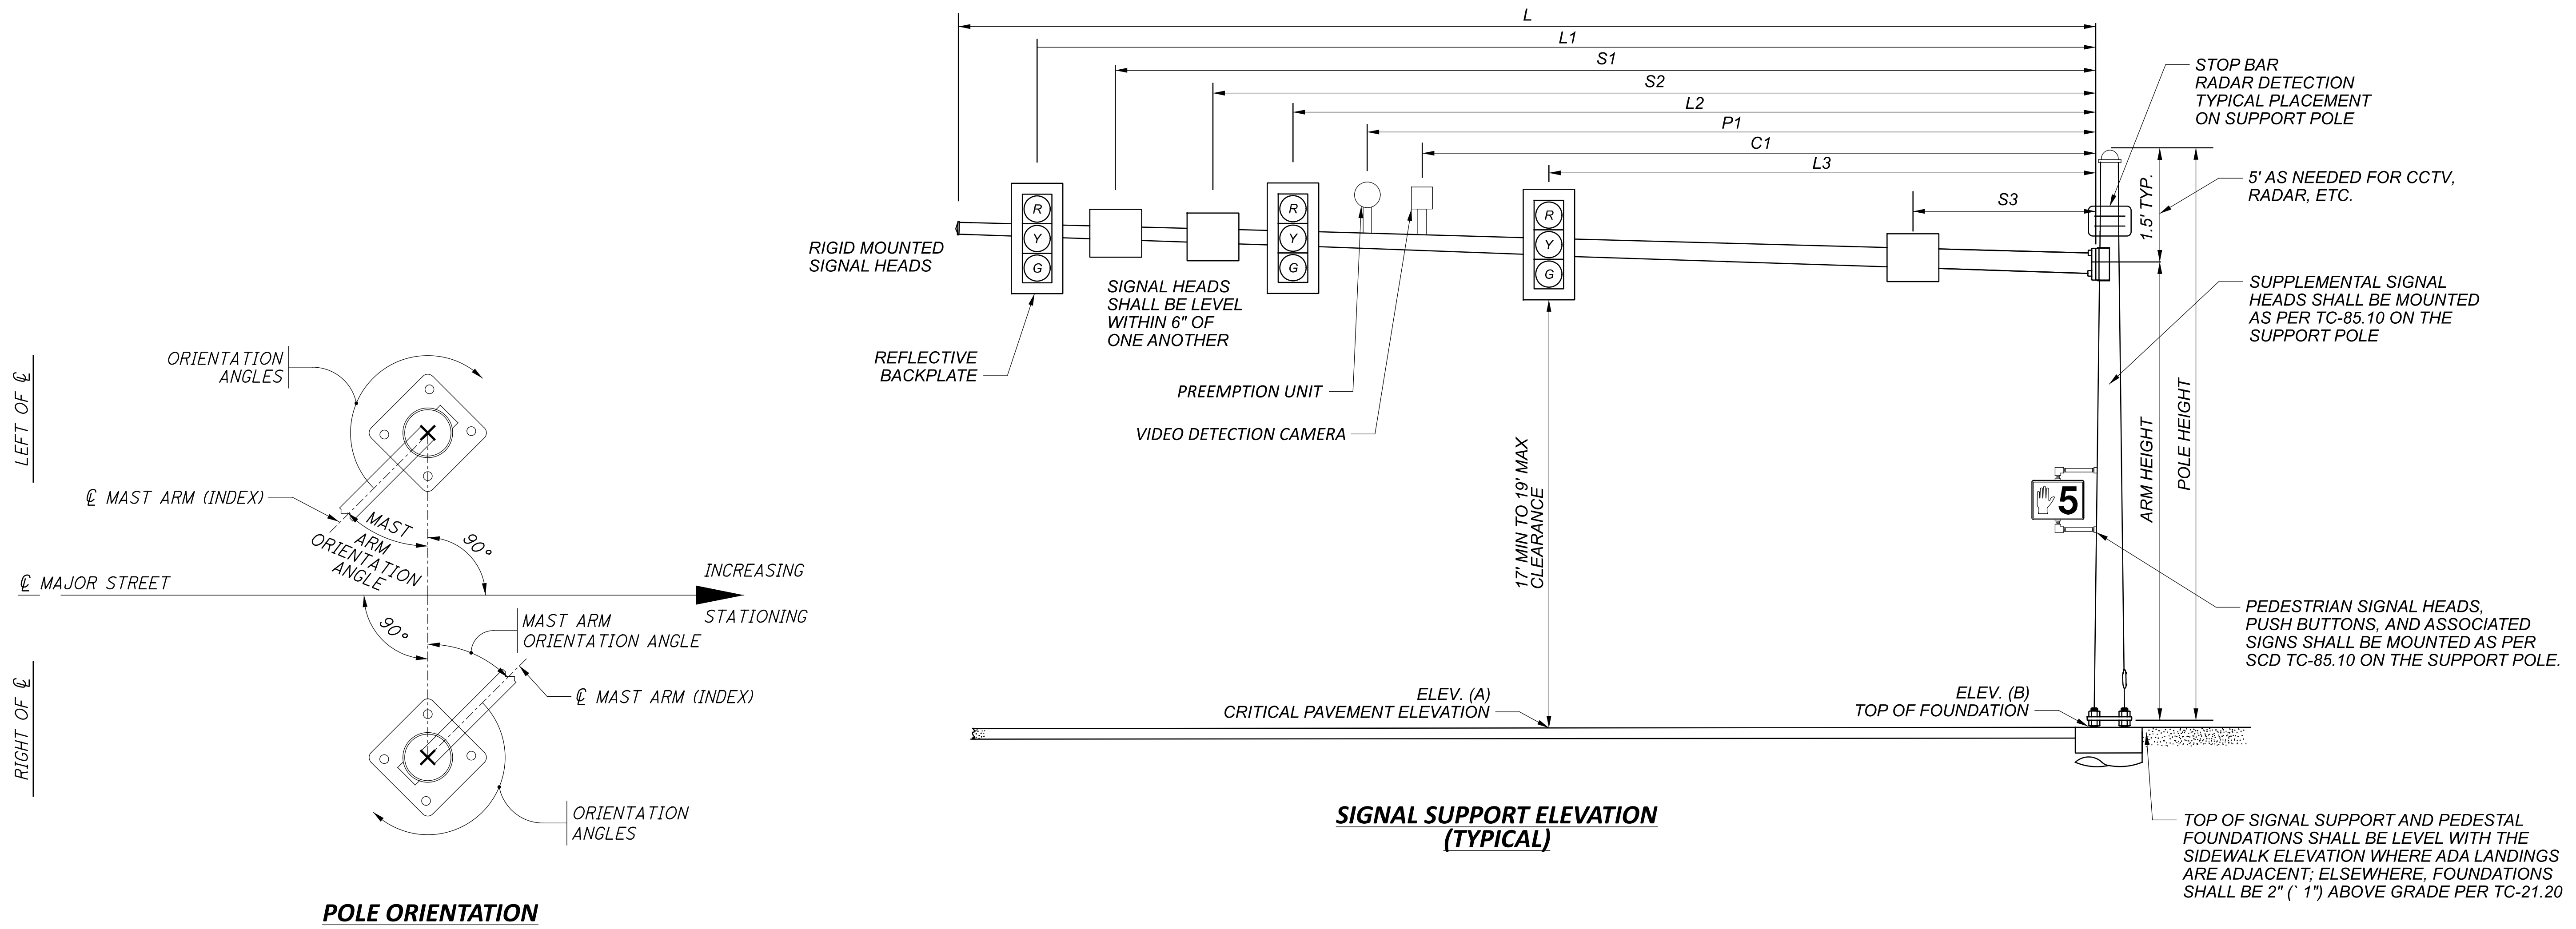 L
L1
S1
S2
L2
P1
C1
L3
S3
STOP BAR
RADAR DETECTION
TYPICAL PLACEMENT
ON SUPPORT POLE
1.5' TYP.
5' AS NEEDED FOR CCTV,
RADAR, ETC.
R
Y
G
R
Y
G
R
Y
G
RIGID MOUNTED
SIGNAL HEADS
SIGNAL HEADS
SHALL BE LEVEL
WITHIN 6" OF
ONE ANOTHER
REFLECTIVE
BACKPLATE
PREEMPTION UNIT
VIDEO DETECTION CAMERA
17' MIN TO 19' MAX
CLEARANCE
SUPPLEMENTAL SIGNAL
HEADS SHALL BE MOUNTED
AS PER TC-85.10 ON THE
SUPPORT POLE
ARM HEIGHT
POLE HEIGHT
5
PEDESTRIAN SIGNAL HEADS,
PUSH BUTTONS, AND ASSOCIATED
SIGNS SHALL BE MOUNTED AS PER
SCD TC-85.10 ON THE SUPPORT POLE.
ELEV. (A)
CRITICAL PAVEMENT ELEVATION
ELEV. (B)
TOP OF FOUNDATION
TOP OF SIGNAL SUPPORT AND PEDESTAL
FOUNDATIONS SHALL BE LEVEL WITH THE
SIDEWALK ELEVATION WHERE ADA LANDINGS
ARE ADJACENT; ELSEWHERE, FOUNDATIONS
SHALL BE 2" (` 1") ABOVE GRADE PER TC-21.20
SIGNAL SUPPORT ELEVATION
(TYPICAL)
LEFT OF ℄
ORIENTATION
ANGLES
℄ MAST ARM (INDEX)
MAST
ARM
ORIENTATION
ANGLE
90°
℄ MAJOR STREET
INCREASING
STATIONING
90°
MAST ARM
ORIENTATION ANGLE
℄ MAST ARM (INDEX)
RIGHT OF ℄
ORIENTATION
ANGLES
POLE ORIENTATION